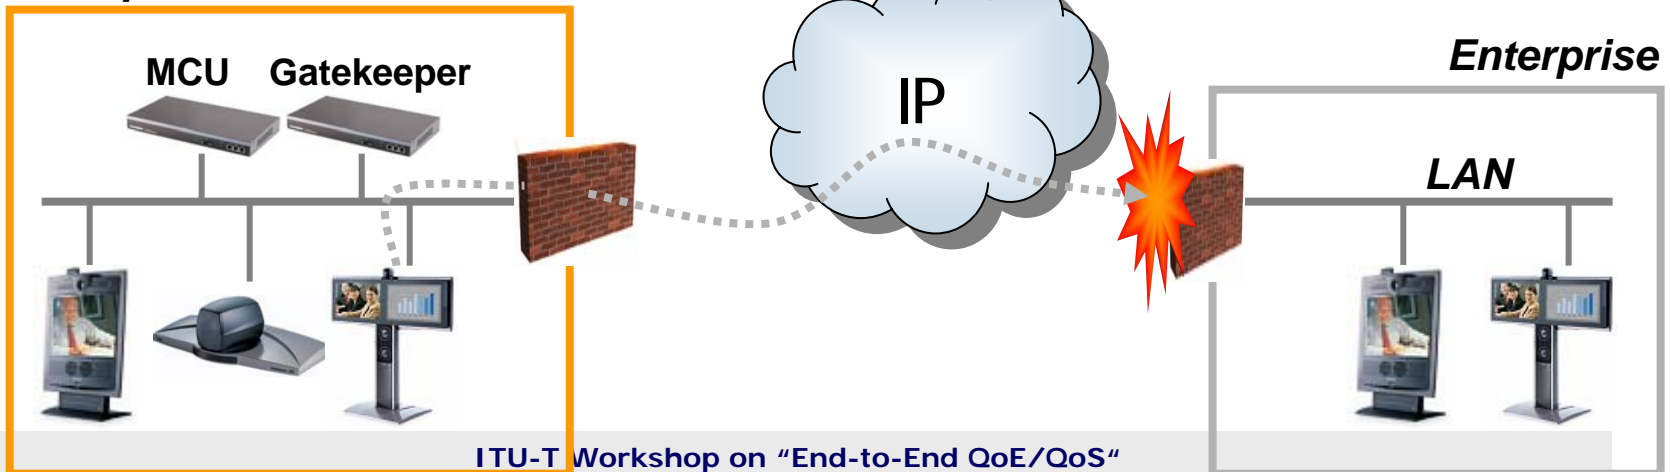 Enterprise
MCU
Gatekeeper
IP
LAN
ITU-T Workshop on “End-to-End QoE/QoS“